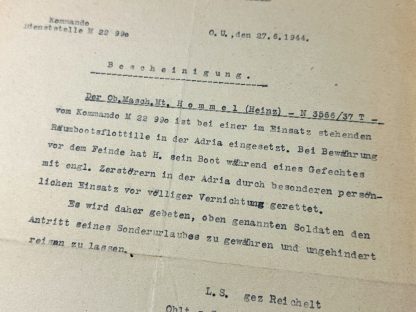 Kommando
Dienststelle M 22 99o
O.U., den 27.6.1944.
Bescheinigung.
Der Ob.Masch.Mt. Hemmel (Heinz) - N 3566/37 T -
vom Kommando M 22 99o ist bei einer im Einsatz stehenden
Räumbootsflottille in der Adria eingesetzt. Bei Bewährung
vor dem Feinde hat H. sein Boot während eines Gefechtes
mit engl. Zerstörern in der Adria durch besonderen persön-
lichen Einsatz vor völliger Vernichtung gerettet.
Es wird daher gebeten, oben genannten Soldaten den
Antritt seines Sonderurlaubes zu gewähren und ungehindert
reisen zu lassen.
L.S. gez Reichelt